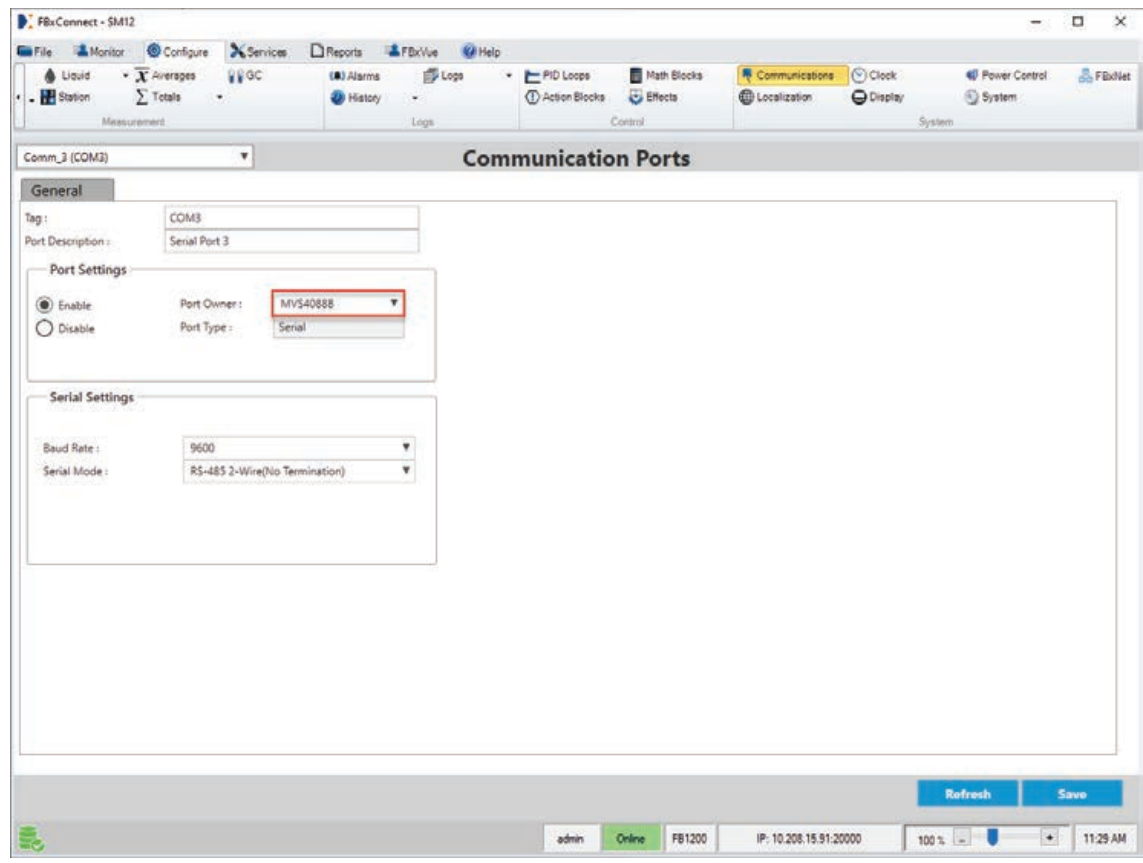 FBxConnect - SM12
File Monitor Configure Services Reports FBxVue Help
Liquid Averages GC Alarms Logs PID Loops Math Blocks Communications Clock Power Control FBxNet
Station Totals History Action Blocks Effects Localization Display System
Measurement Logs Control System
Comm_3 (COM3) Communication Ports
General
Tag : COM3
Port Description : Serial Port 3
Port Settings
Enable Port Owner : MVS4088B
Disable Port Type : Serial
Serial Settings
Baud Rate : 9600
Serial Mode : RS-485 2-Wire(No Termination)
Refresh Save
admin Online FB1200 IP: 10.208.15.91:20000 100 % - + 11:29 AM